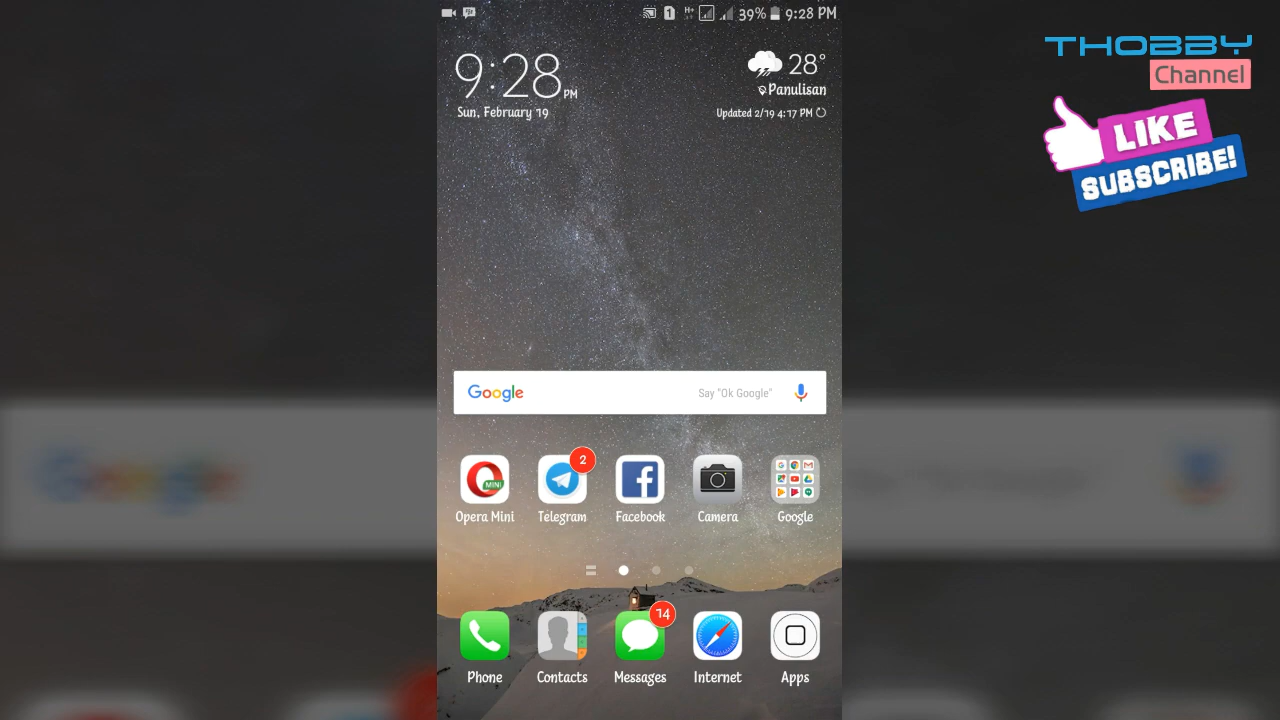 1 H+ 39% 9:28 PM
9:28 PM
Sun, February 19
28°
Panulisan
Updated 2/19 4:17 PM
THOBBY
Channel
LIKE
SUBSCRIBE!
Google Say "Ok Google"
MINI
2
Opera Mini Telegram Facebook Camera Google
14
Phone Contacts Messages Internet Apps